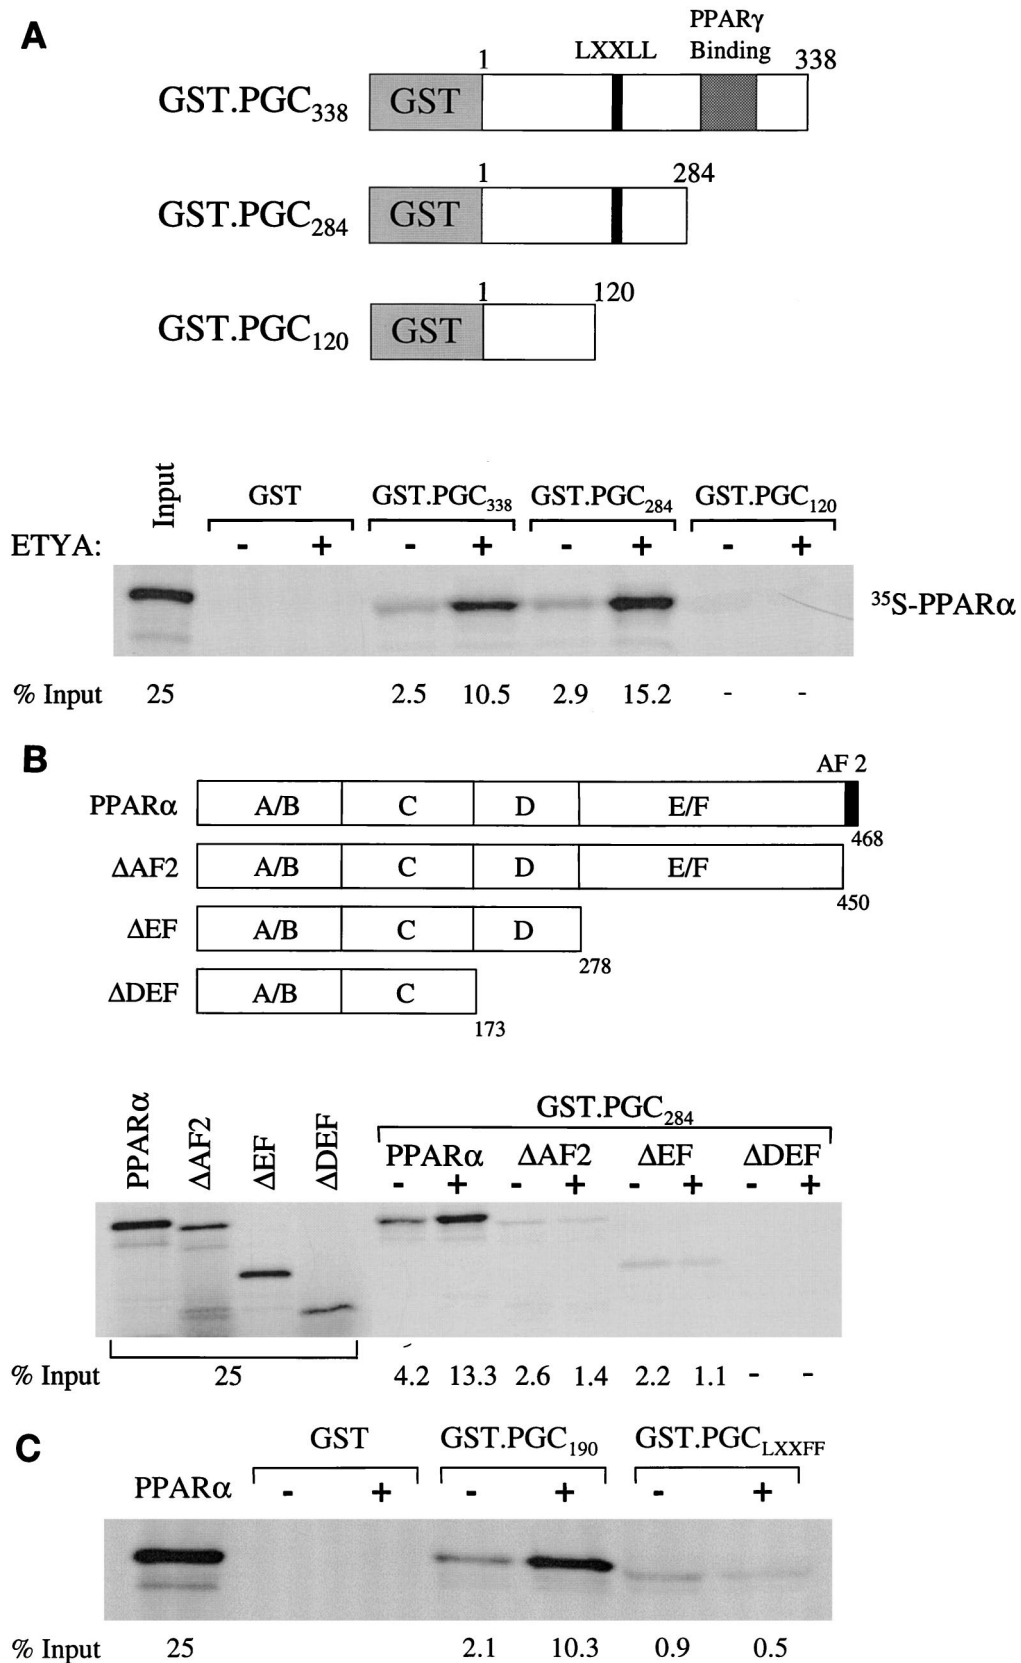 A
PPARγ
1 LXXLL Binding 338
GST.PGC338 GST
1 284
GST.PGC284 GST
1 120
GST.PGC120 GST
Input GST GST.PGC338 GST.PGC284 GST.PGC120
ETYA: - + - + - + - +
35S-PPARα
% Input 25 2.5 10.5 2.9 15.2 - -
B
AF 2
PPARα A/B C D E/F
468
ΔAF2 A/B C D E/F
450
ΔEF A/B C D
278
ΔDEF A/B C
173
GST.PGC284
PPARα ΔAF2 ΔEF ΔDEF PPARα ΔAF2 ΔEF ΔDEF
- + - + - + - +
% Input 25 4.2 13.3 2.6 1.4 2.2 1.1 - -
C
GST GST.PGC190 GST.PGCLXXFF
PPARα - + - + - +
% Input 25 2.1 10.3 0.9 0.5